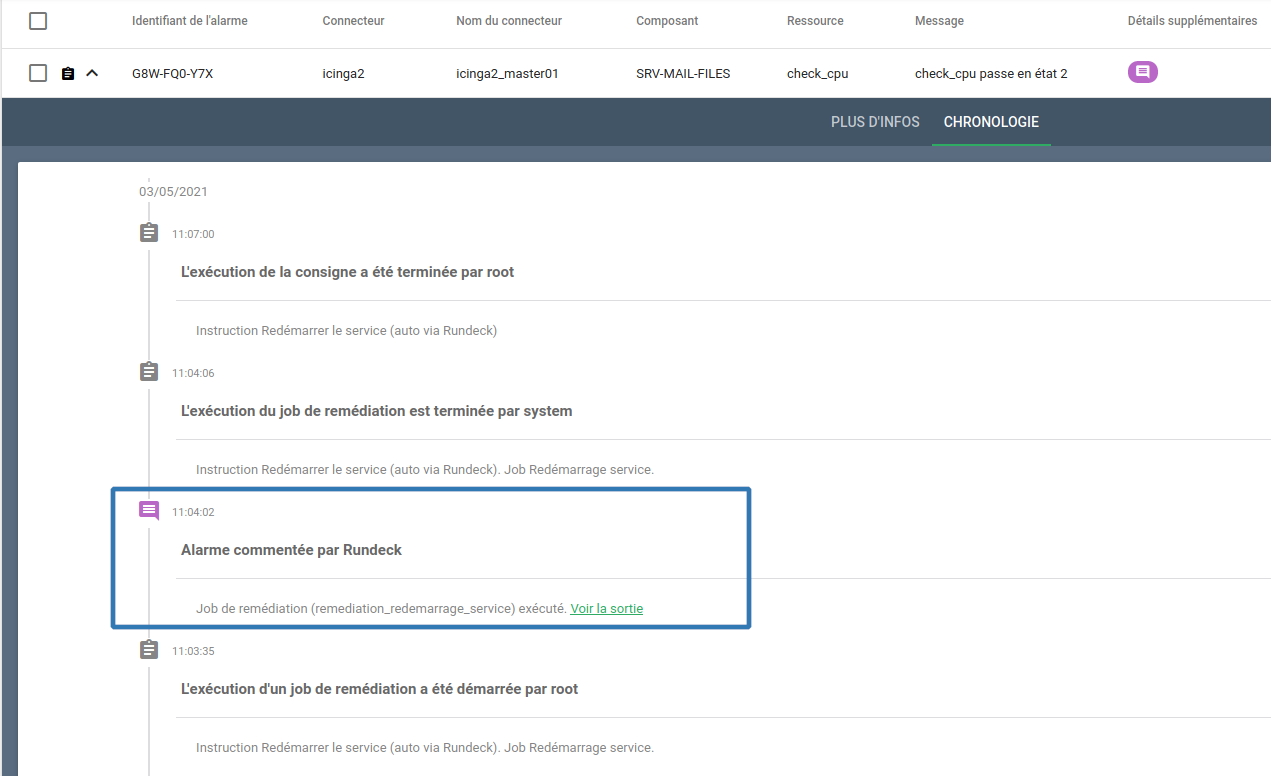 Identifiant de l'alarme Connecteur Nom du connecteur Composant Ressource Message Détails supplémentaires
G8W-FQ0-Y7X icinga2 icinga2_master01 SRV-MAIL-FILES check_cpu check_cpu passe en état 2
PLUS D'INFOS CHRONOLOGIE
03/05/2021
11:07:00
L'exécution de la consigne a été terminée par root
Instruction Redémarrer le service (auto via Rundeck)
11:04:06
L'exécution du job de remédiation est terminée par system
Instruction Redémarrer le service (auto via Rundeck). Job Redémarrage service.
11:04:02
Alarme commentée par Rundeck
Job de remédiation (remediation_redemarrage_service) exécuté. Voir la sortie
11:03:35
L'exécution d'un job de remédiation a été démarrée par root
Instruction Redémarrer le service (auto via Rundeck). Job Redémarrage service.